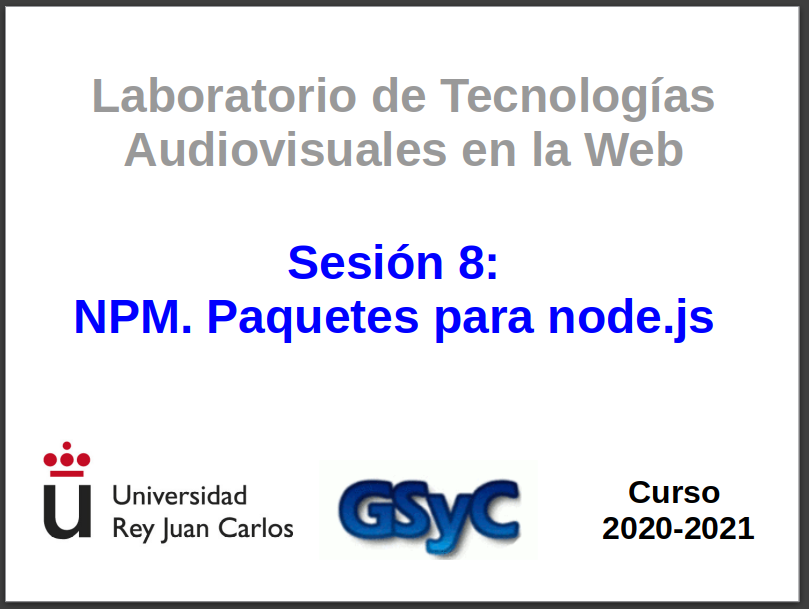 Laboratorio de Tecnologías
Audiovisuales en la Web
Sesión 8:
NPM. Paquetes para node.js
u
Universidad
Rey Juan Carlos
GSyC
Curso
2020-2021